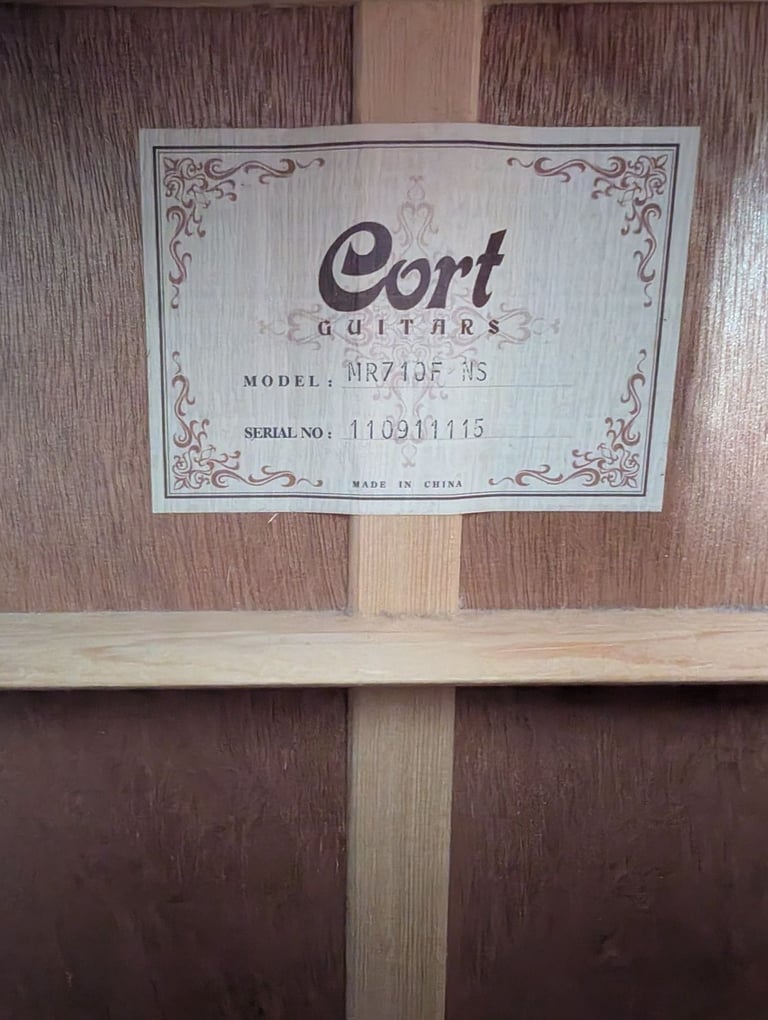 Cort
GUITARS
MODEL: MR710F NS
SERIAL NO: 110911115
MADE IN CHINA